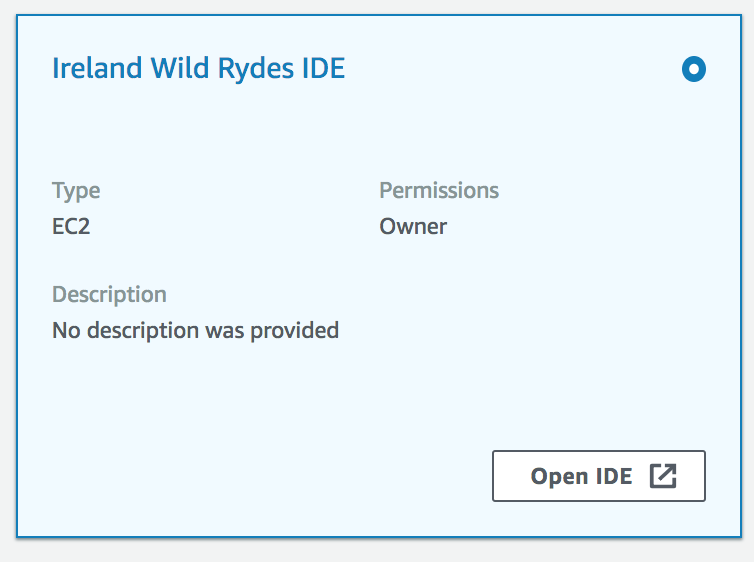 Ireland Wild Rydes IDE
Type
Permissions
EC2
Owner
Description
No description was provided
Open IDE